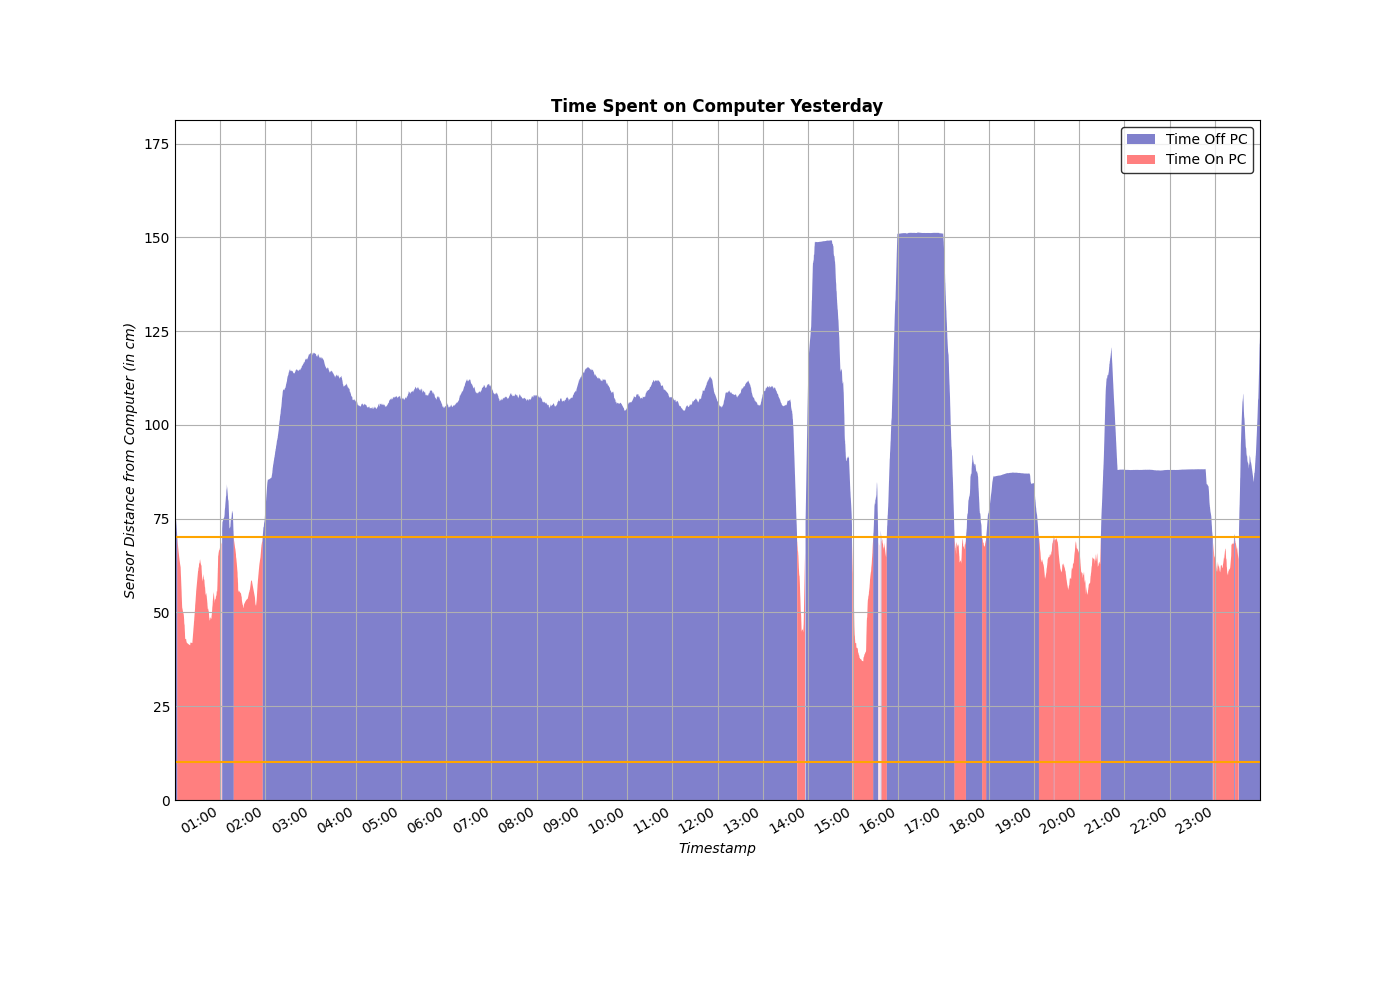 Time Spent on Computer Yesterday
Time Off PC
Time On PC
Sensor Distance from Computer (in cm)
175
150
125
100
75
50
25
0
01:00 02:00 03:00 04:00 05:00 06:00 07:00 08:00 09:00 10:00 11:00 12:00 13:00 14:00 15:00 16:00 17:00 18:00 19:00 20:00 21:00 22:00 23:00
Timestamp